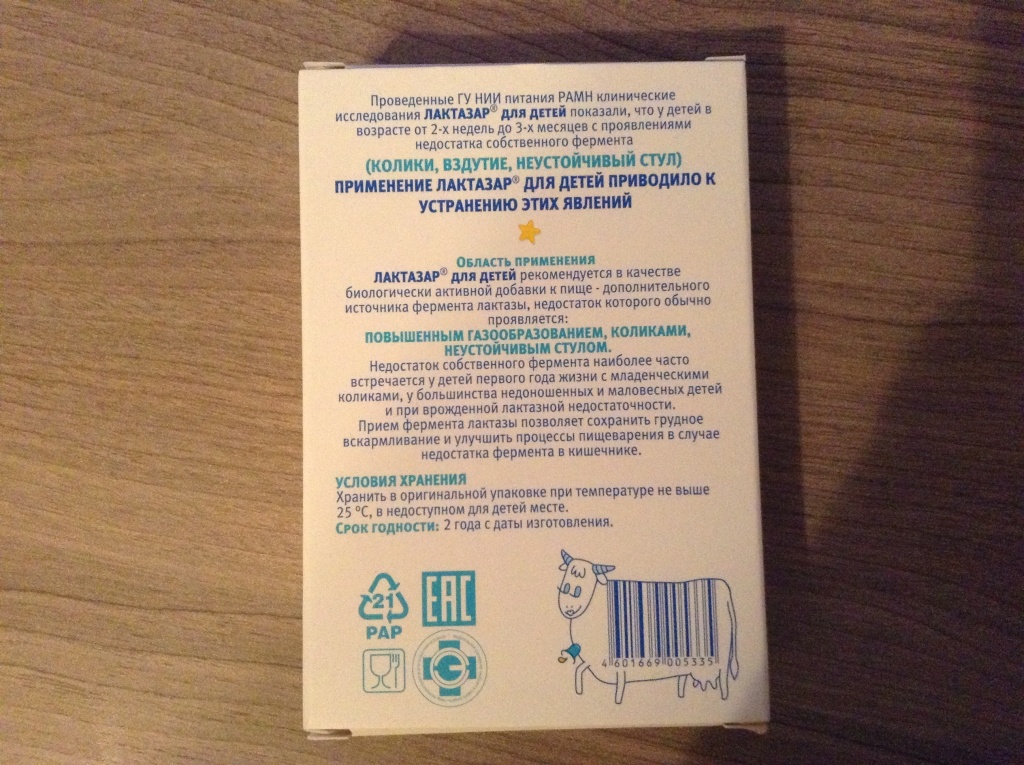 Проведенные ГУ НИИ питания РАМН клинические
исследования ЛАКТАЗАР® ДЛЯ ДЕТЕЙ показали, что у детей в
возрасте от 2-х недель до 3-х месяцев с проявлениями
недостатка собственного фермента
(КОЛИКИ, ВЗДУТИЕ, НЕУСТОЙЧИВЫЙ СТУЛ)
ПРИМЕНЕНИЕ ЛАКТАЗАР® ДЛЯ ДЕТЕЙ ПРИВОДИЛО К
УСТРАНЕНИЮ ЭТИХ ЯВЛЕНИЙ
ОБЛАСТЬ ПРИМЕНЕНИЯ
ЛАКТАЗАР® ДЛЯ ДЕТЕЙ рекомендуется в качестве
биологически активной добавки к пище - дополнительного
источника фермента лактазы, недостаток которого обычно
проявляется:
ПОВЫШЕННЫМ ГАЗООБРАЗОВАНИЕМ, КОЛИКАМИ,
НЕУСТОЙЧИВЫМ СТУЛОМ.
Недостаток собственного фермента наиболее часто
встречается у детей первого года жизни с младенческими
коликами, у большинства недоношенных и маловесных детей
и при врожденной лактазной недостаточности.
Прием фермента лактазы позволяет сохранить грудное
вскармливание и улучшить процессы пищеварения в случае
недостатка фермента в кишечнике.
УСЛОВИЯ ХРАНЕНИЯ
Хранить в оригинальной упаковке при температуре не выше
25 °C, в недоступном для детей месте.
СРОК ГОДНОСТИ: 2 года с даты изготовления.
21
PAP
EAC
4 601669 005335